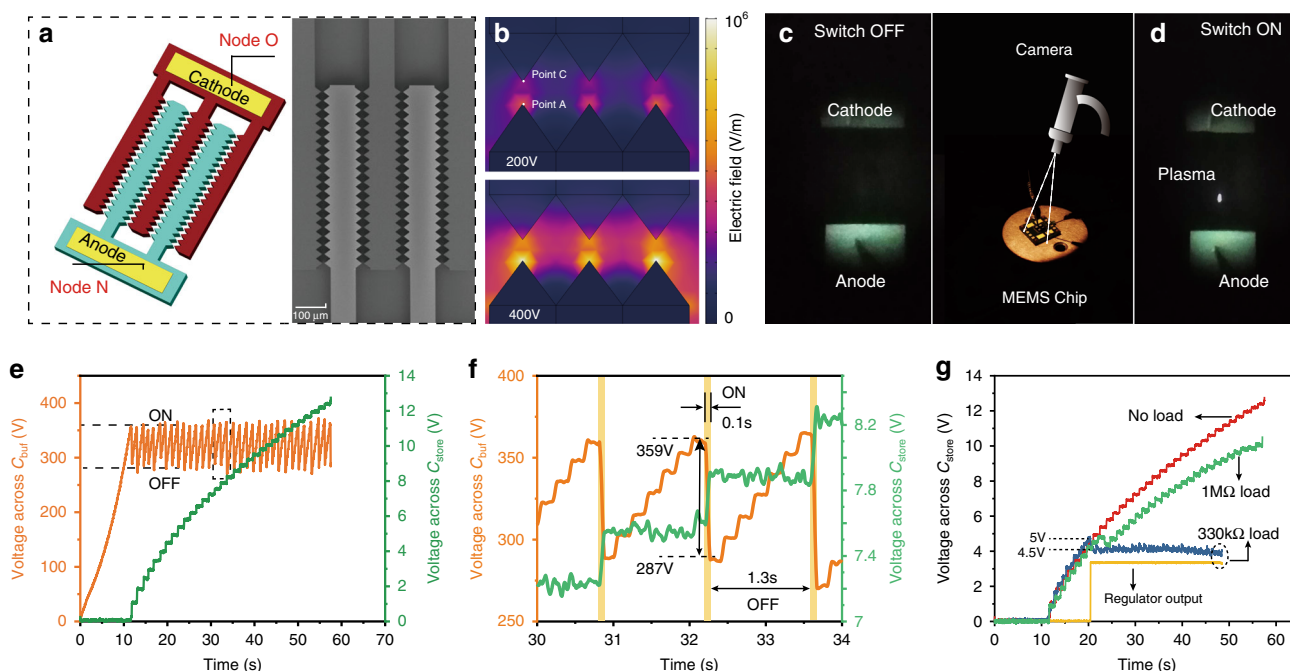 a
Node O
Cathode
Anode
Node N
100 μm
b
Point C
Point A
200V
400V
10⁶
Electric field (V/m)
0
c
Switch OFF
Cathode
Anode
Camera
MEMS Chip
d
Switch ON
Cathode
Plasma
Anode
e
Voltage across Cbuf (V)
400
300
200
100
0
ON
OFF
14
12
10
8
6
4
2
0
Voltage across Cstore (V)
0 10 20 30 40 50 60 70
Time (s)
f
Voltage across Cbuf (V)
400
350
300
250
ON
0.1s
359V
287V
1.3s
OFF
8.2
7.8
7.4
7
Voltage across Cstore (V)
30 31 32 33 34
Time (s)
g
Voltage across Cstore (V)
14
12
10
8
6
4
2
0
No load
1MΩ load
330kΩ load
5V
4.5V
Regulator output
0 10 20 30 40 50 60
Time (s)